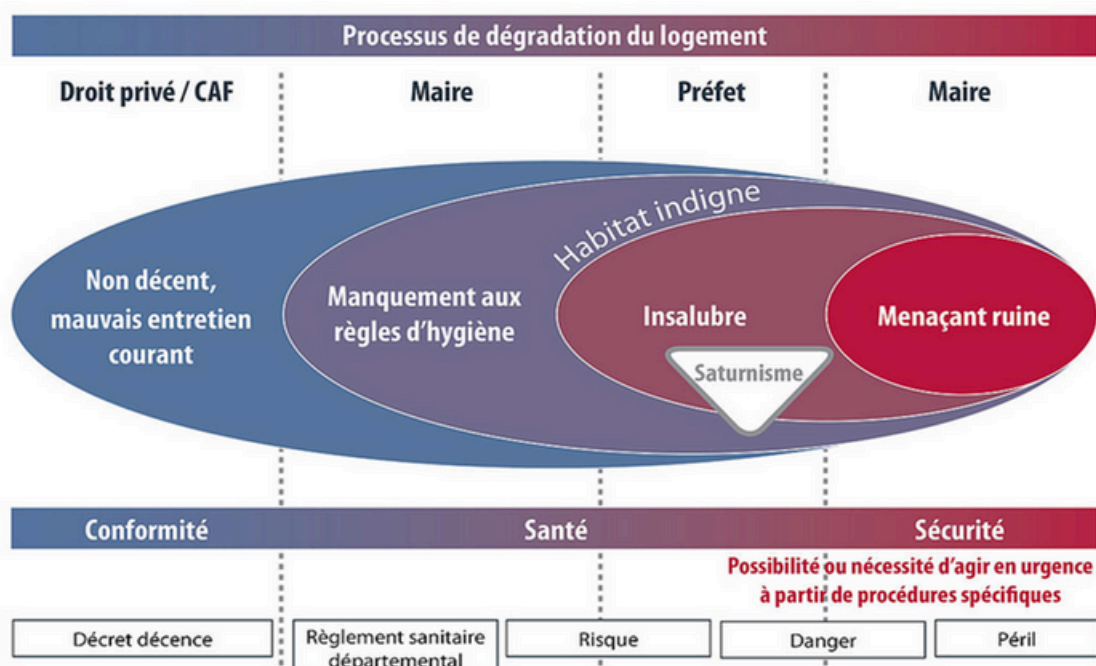 Processus de dégradation du logement
Droit privé / CAF
Maire
Préfet
Maire
Habitat indigne
Non décent,
mauvais entretien
courant
Manquement aux
règles d'hygiène
Insalubre
Menaçant ruine
Saturnisme
Conformité
Santé
Sécurité
Possibilité ou nécessité d'agir en urgence
à partir de procédures spécifiques
Décret décence
Règlement sanitaire
départemental
Risque
Danger
Péril